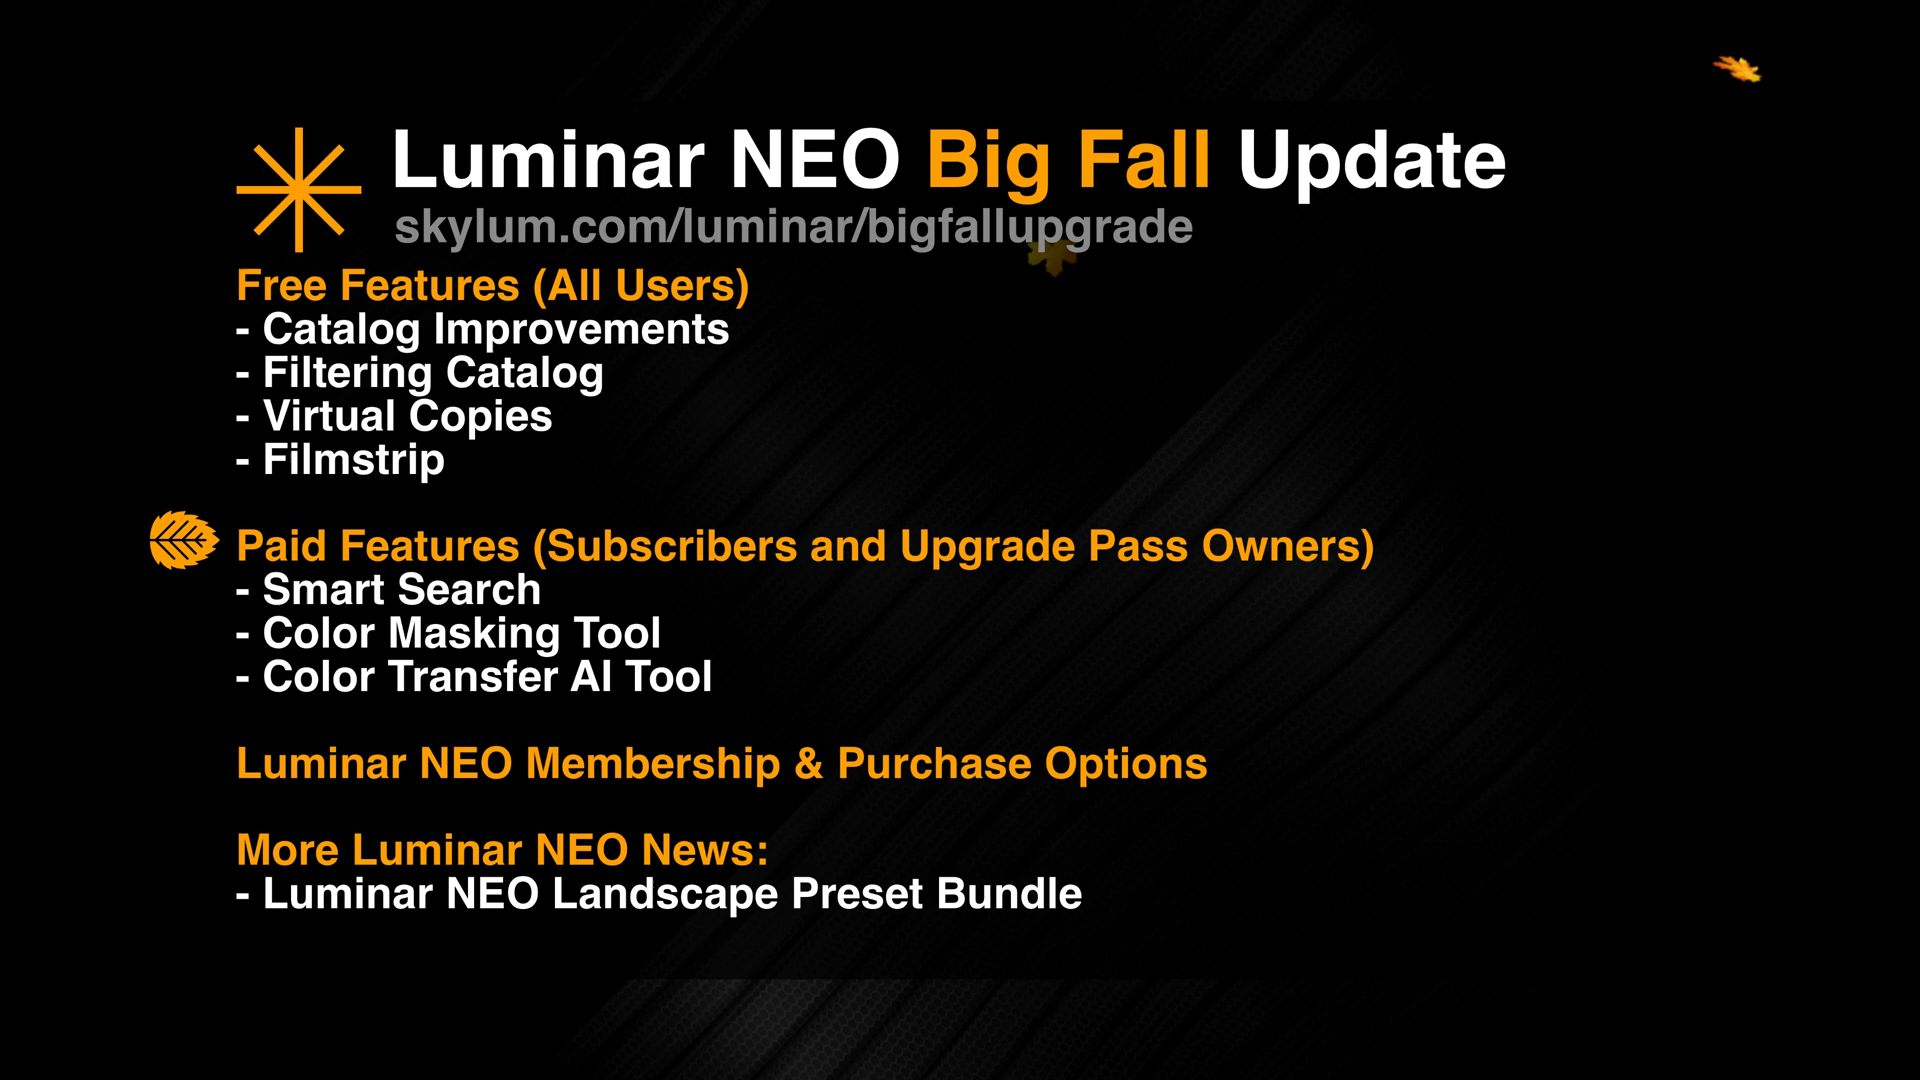 Luminar NEO Big Fall Update
skylum.com/luminar/bigfallupgrade
Free Features (All Users)
- Catalog Improvements
- Filtering Catalog
- Virtual Copies
- Filmstrip
Paid Features (Subscribers and Upgrade Pass Owners)
- Smart Search
- Color Masking Tool
- Color Transfer AI Tool
Luminar NEO Membership & Purchase Options
More Luminar NEO News:
- Luminar NEO Landscape Preset Bundle